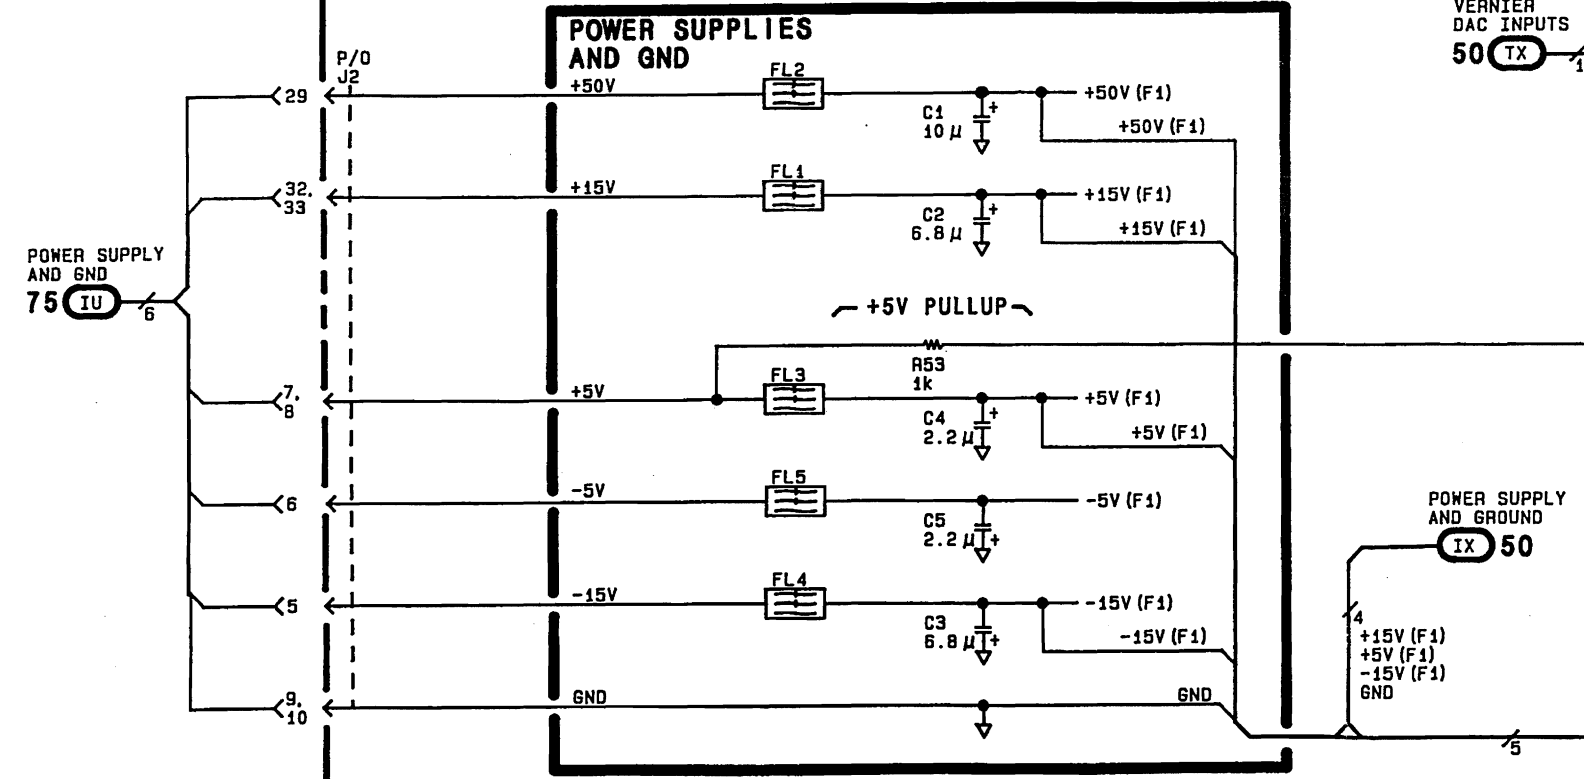 VERNIER
DAC INPUTS
50 TX
1
POWER SUPPLIES
AND GND
P/O
J2
29
+50V
FL2
C1
10 µ
+
+50V (F1)
+50V (F1)
32,
33
+15V
FL1
C2
6.8 µ
+
+15V (F1)
+15V (F1)
POWER SUPPLY
AND GND
75 IU
6
+5V PULLUP
R53
1k
7,
8
+5V
FL3
C4
2.2 µ
+
+5V (F1)
+5V (F1)
6
-5V
FL5
C5
2.2 µ
+
-5V (F1)
POWER SUPPLY
AND GROUND
IX 50
5
-15V
FL4
C3
6.8 µ
+
-15V (F1)
-15V (F1)
4
+15V (F1)
+5V (F1)
-15V (F1)
GND
9,
10
GND
GND
5